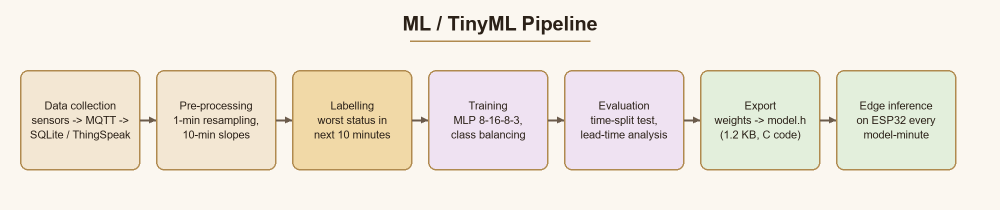 ML / TinyML Pipeline
Data collection
sensors -> MQTT ->
SQLite / ThingSpeak
Pre-processing
1-min resampling,
10-min slopes
Labelling
worst status in
next 10 minutes
Training
MLP 8-16-8-3,
class balancing
Evaluation
time-split test,
lead-time analysis
Export
weights -> model.h
(1.2 KB, C code)
Edge inference
on ESP32 every
model-minute